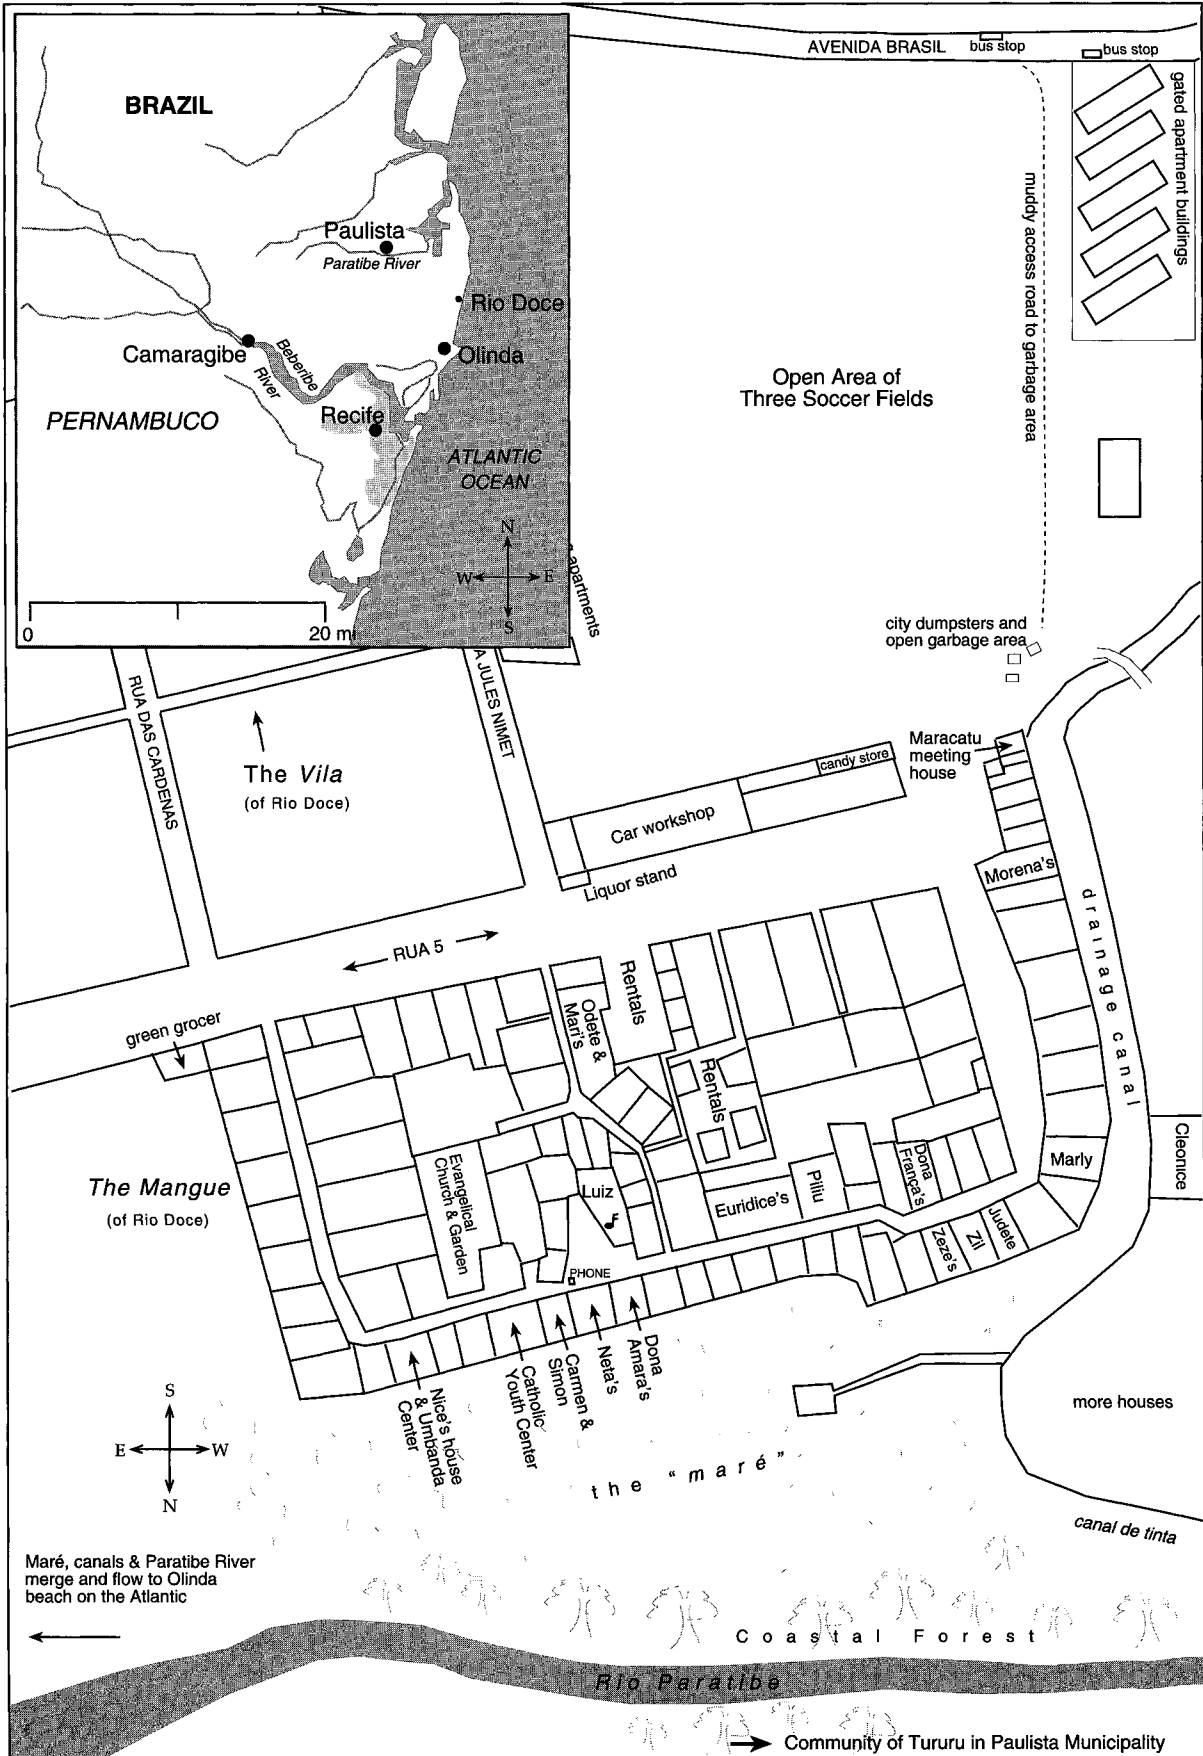 AVENIDA BRASIL
bus stop
bus stop
gated apartment buildings
muddy access road to garbage area
BRAZIL
Paulista
Paratibe River
Rio Doce
Camaragibe
Beberibe
River
Olinda
PERNAMBUCO
Recife
ATLANTIC
OCEAN
N
W E
S
0 20 mi
Open Area of
Three Soccer Fields
apartments
city dumpsters and
open garbage area
RUA DAS CARDENAS
A JULES NIMET
The Vila
(of Rio Doce)
Maracatu
meeting
house
candy store
Car workshop
Liquor stand
Morena's
drainage canal
RUA 5
green grocer
Odete &
Mari's
Rentals
Rentals
The Mangue
(of Rio Doce)
Evangelical
Church & Garden
Luiz
Euridice's
Piliu
Dona
França's
Marly
Cleonice
Zeze's
Zil
Judete
PHONE
Nice's house
& Umbanda
Center
Catholic
Youth Center
Carmen &
Simon
Neta's
Dona
Amara's
more houses
the "maré"
canal de tinta
S
E W
N
Maré, canals & Paratibe River
merge and flow to Olinda
beach on the Atlantic
Coastal Forest
Rio Paratibe
Community of Tururu in Paulista Municipality